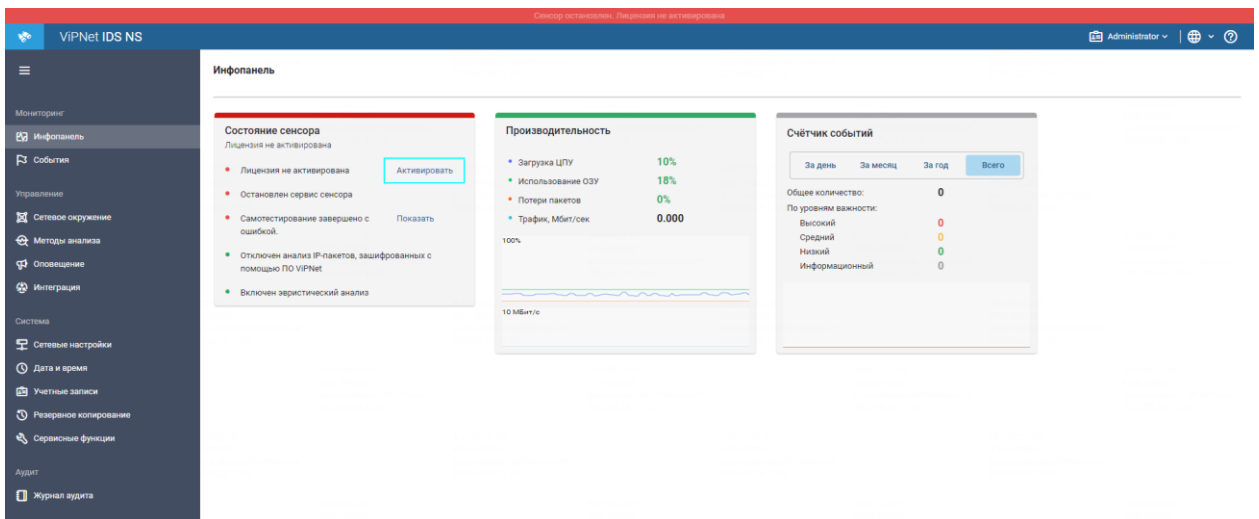 Сенсор остановлен. Лицензия не активирована
ViPNet IDS NS
Administrator
Мониторинг
Инфопанель
События
Управление
Сетевое окружение
Методы анализа
Оповещение
Интеграция
Система
Сетевые настройки
Дата и время
Учетные записи
Резервное копирование
Сервисные функции
Аудит
Журнал аудита
Инфопанель
Состояние сенсора
Лицензия не активирована
Лицензия не активирована Активировать
Остановлен сервис сенсора
Самотестирование завершено с Показать
ошибкой.
Отключен анализ IP-пакетов, зашифрованных с
помощью ПО ViPNet
Включен эвристический анализ
Производительность
Загрузка ЦПУ 10%
Использование ОЗУ 18%
Потери пакетов 0%
Трафик, Мбит/сек 0.000
100%
10 МБит/с
Счётчик событий
За день За месяц За год Всего
Общее количество: 0
По уровням важности:
Высокий 0
Средний 0
Низкий 0
Информационный 0